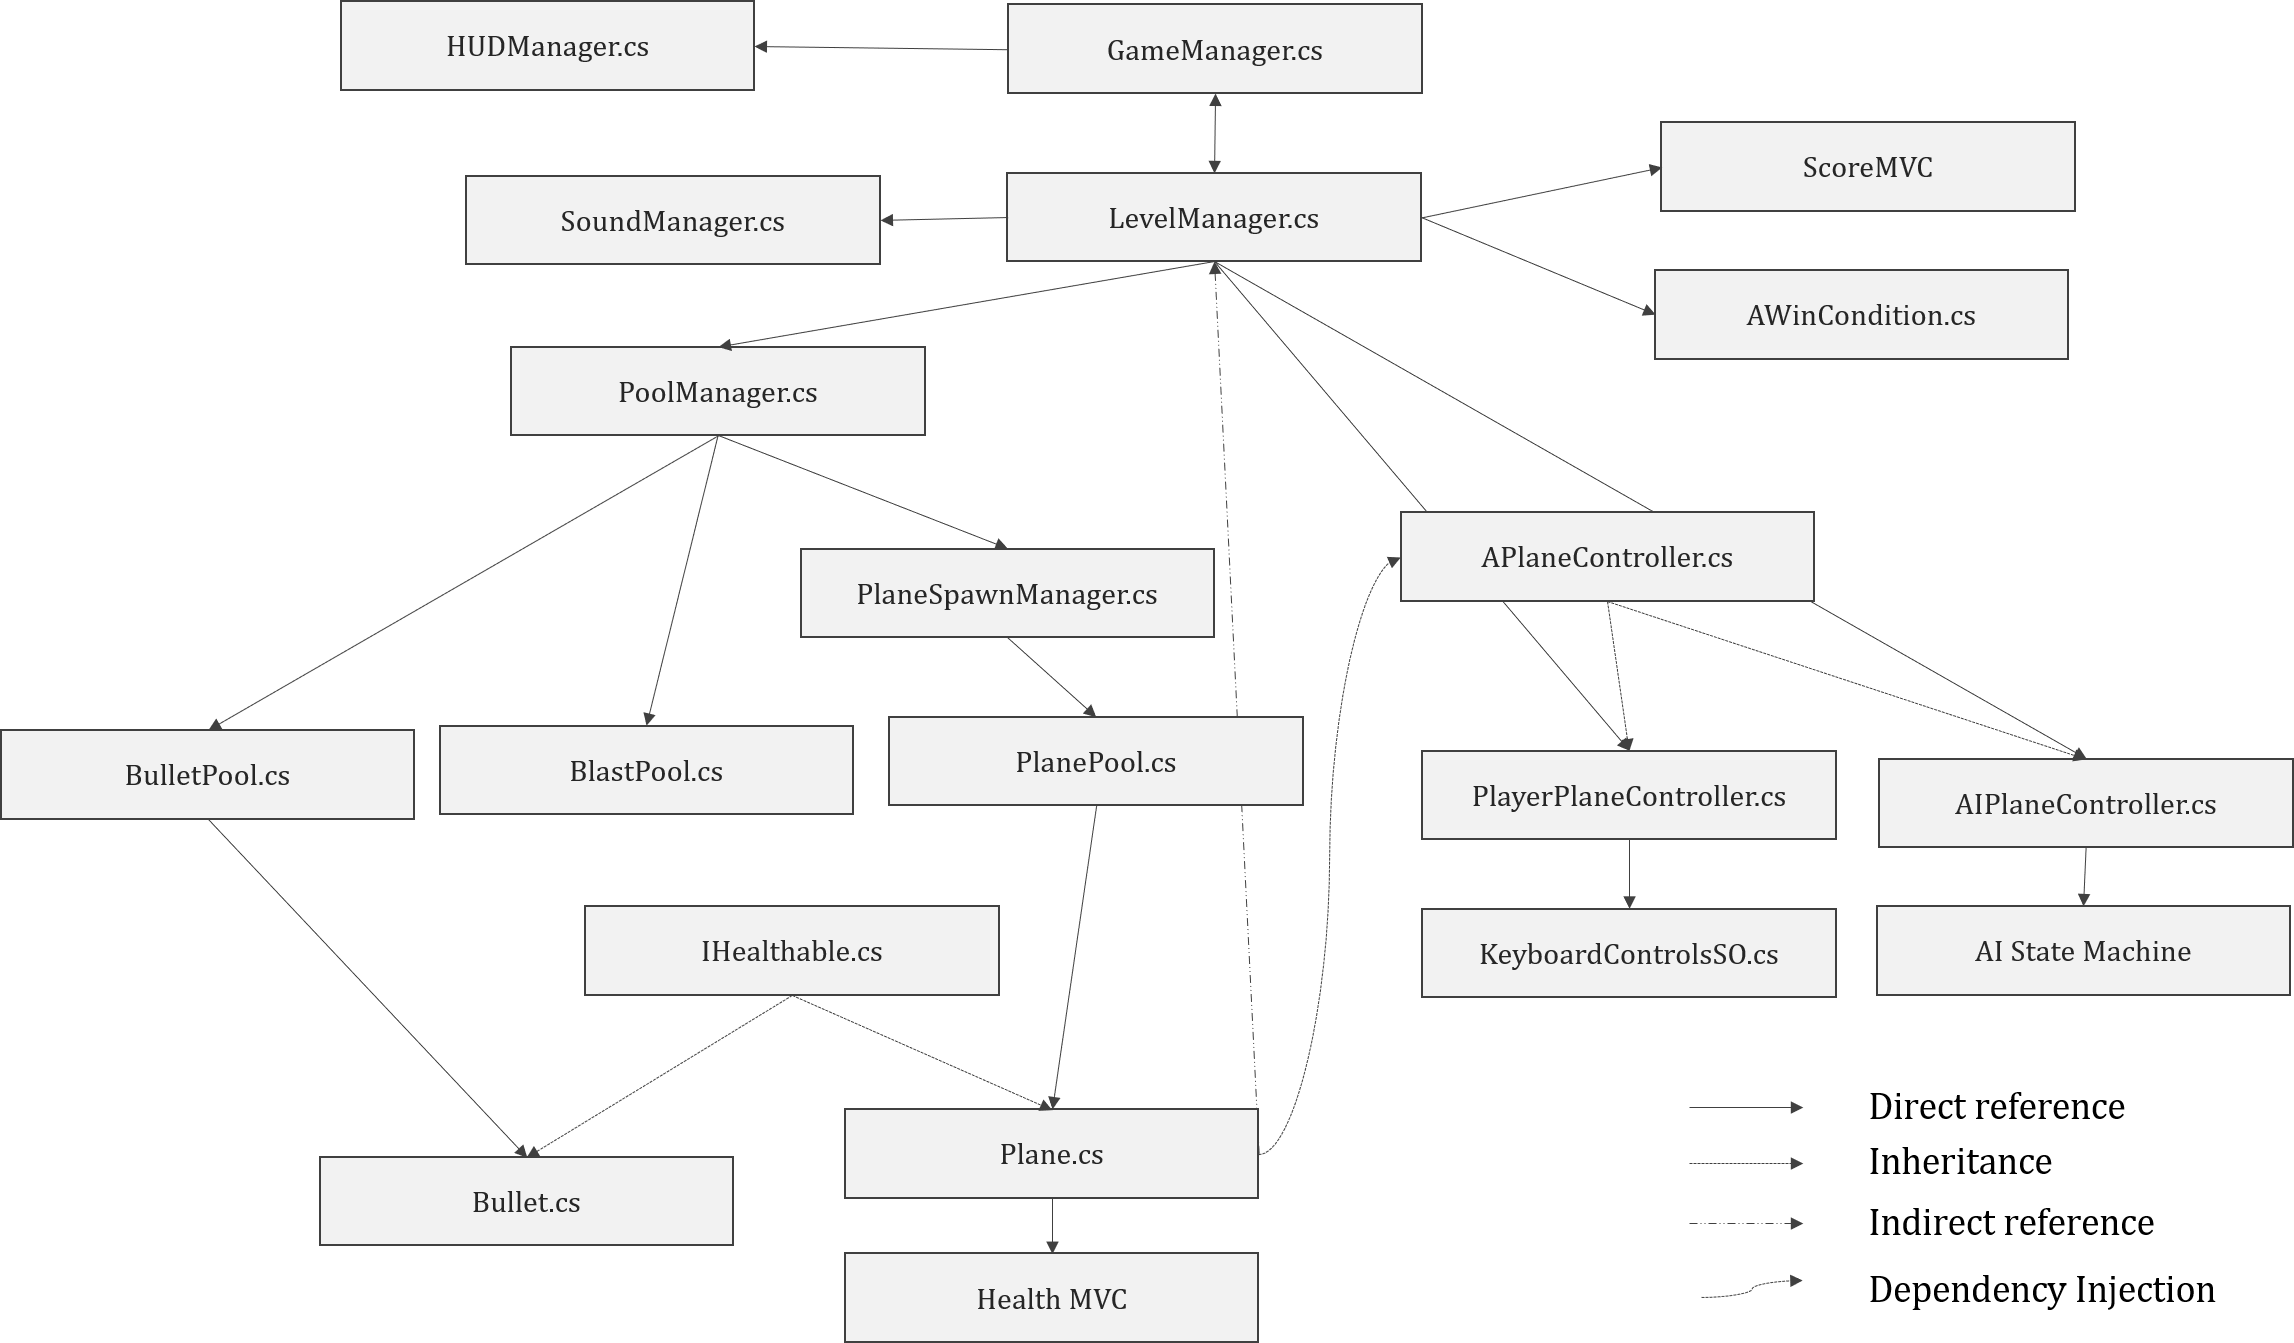 HUDManager.cs
GameManager.cs
ScoreMVC
SoundManager.cs
LevelManager.cs
AWinCondition.cs
PoolManager.cs
APlaneController.cs
PlaneSpawnManager.cs
BulletPool.cs
BlastPool.cs
PlanePool.cs
PlayerPlaneController.cs
AIPlaneController.cs
IHealthable.cs
KeyboardControlsSO.cs
AI State Machine
Bullet.cs
Plane.cs
Health MVC
Direct reference
Inheritance
Indirect reference
Dependency Injection